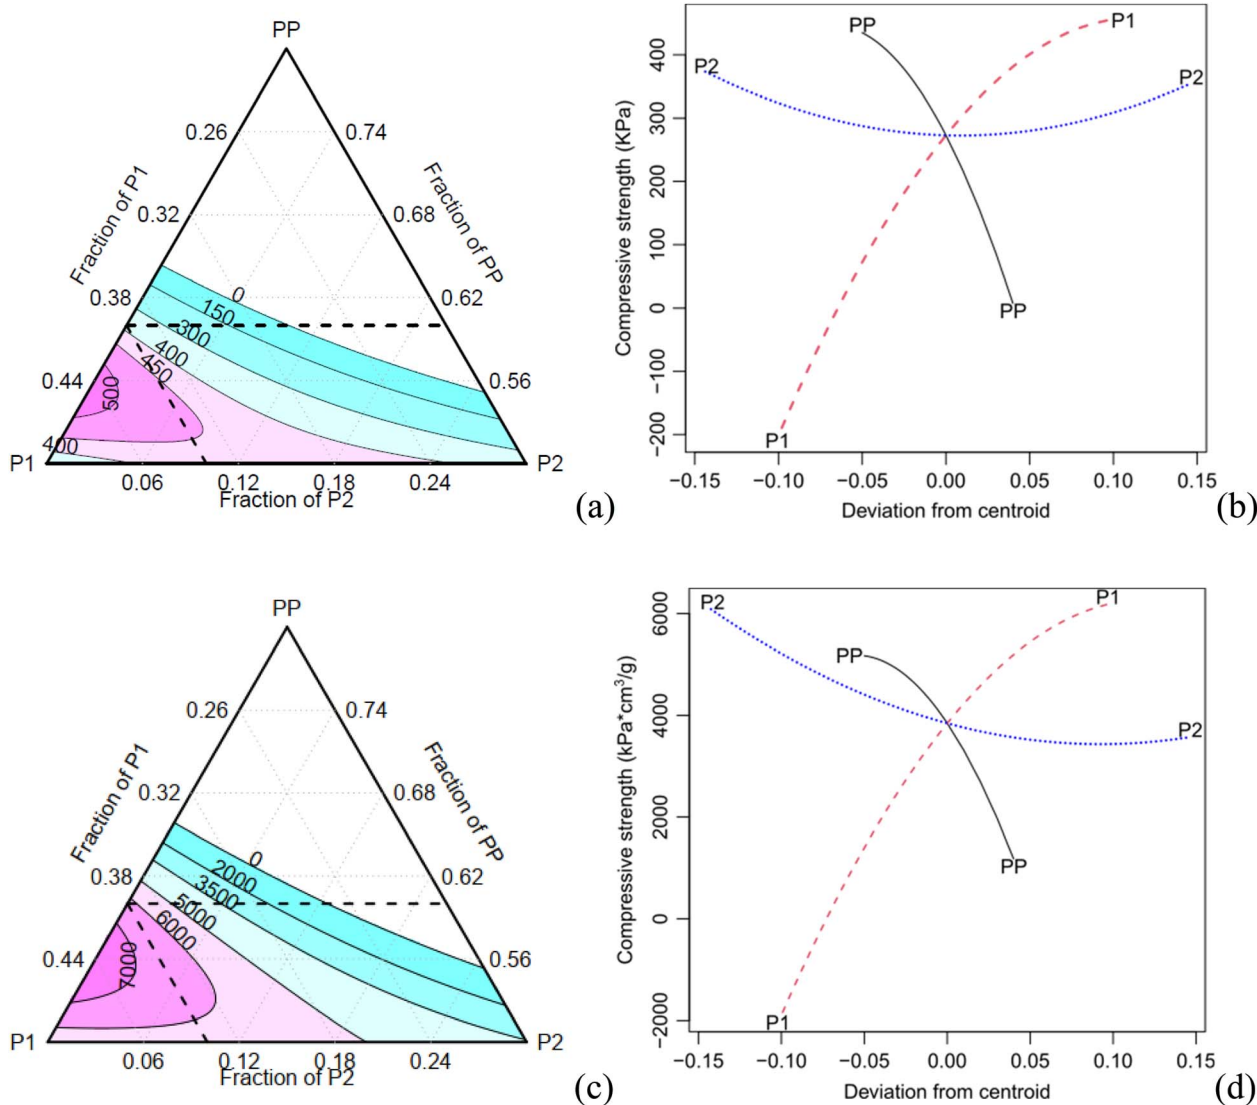 PP
0.26
0.74
Fraction of P1
Fraction of PP
0.32
0.68
0.38
0.62
0
150
300
400
450
500
0.44
0.56
400
P1
P2
0.06
0.12
0.18
0.24
Fraction of P2
(a)
Compressive strength (KPa)
400
300
200
100
0
−100
−200
PP
P1
P2
P2
PP
P1
−0.15
−0.10
−0.05
0.00
0.05
0.10
0.15
Deviation from centroid
(b)
PP
0.26
0.74
Fraction of P1
Fraction of PP
0.32
0.68
0.38
0.62
0
2000
3500
5000
6000
7000
0.44
0.56
P1
P2
0.06
0.12
0.18
0.24
Fraction of P2
(c)
Compressive strength (kPa*cm³/g)
6000
4000
2000
0
−2000
P2
P1
PP
P2
PP
P1
−0.15
−0.10
−0.05
0.00
0.05
0.10
0.15
Deviation from centroid
(d)